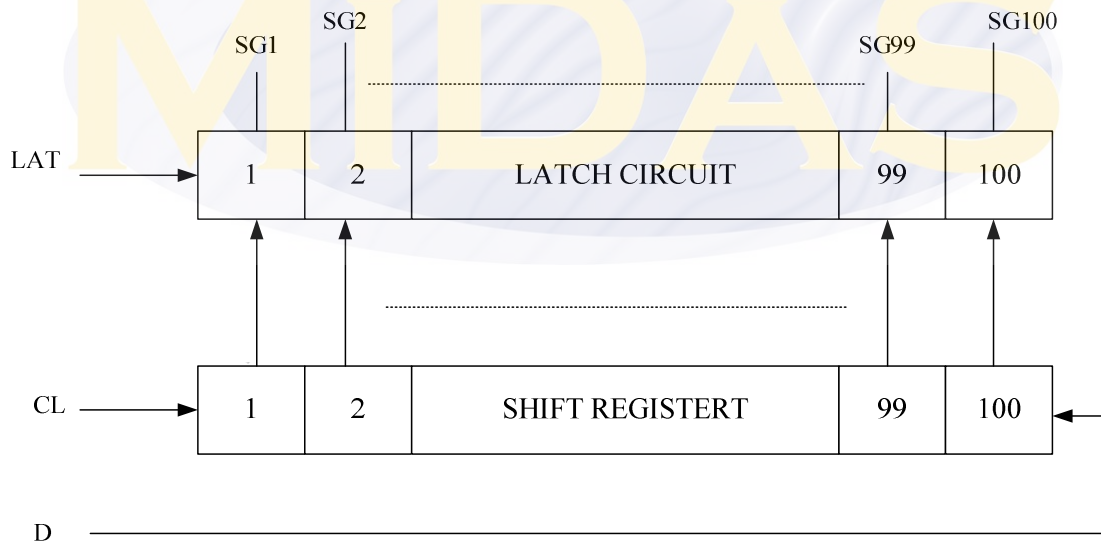 MIDAS
SG1
SG2
SG99
SG100
LAT
1
2
LATCH CIRCUIT
99
100
CL
1
2
SHIFT REGISTERT
99
100
D